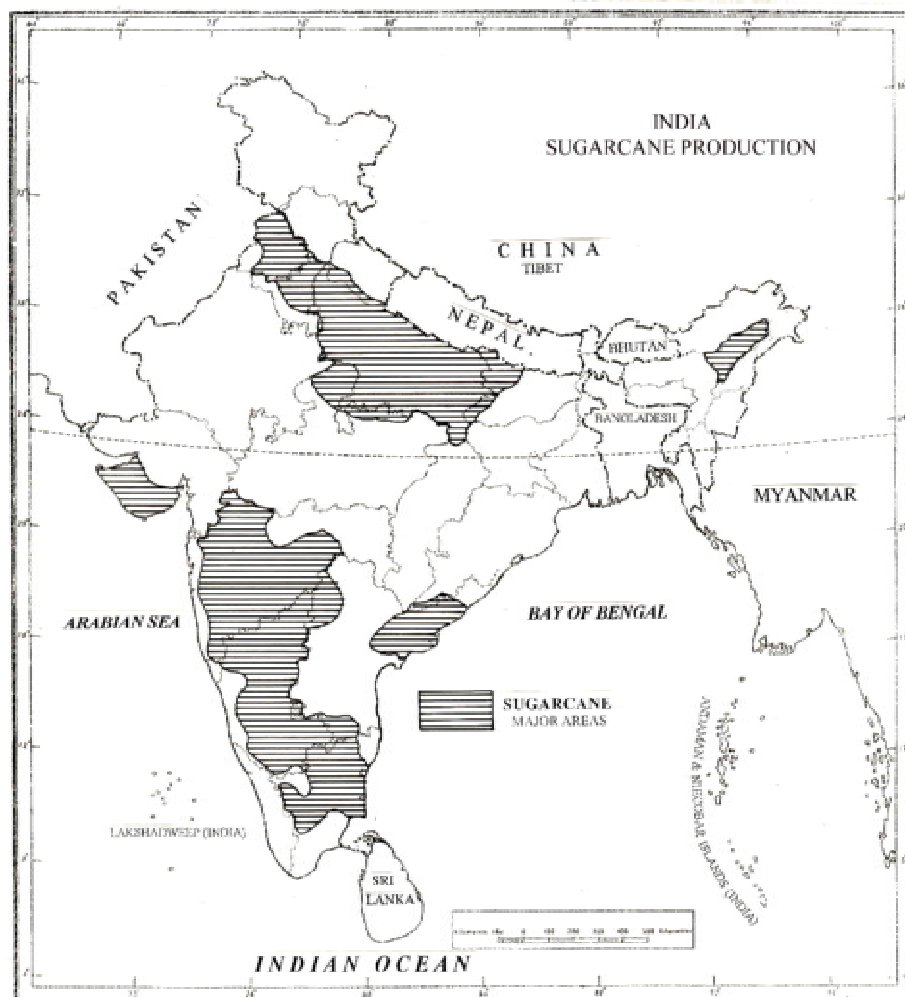 INDIA
SUGARCANE PRODUCTION
PAKISTAN
CHINA
TIBET
NEPAL
BHUTAN
BANGLADESH
MYANMAR
ARABIAN SEA
BAY OF BENGAL
SUGARCANE
MAJOR AREAS
LAKSHADWEEP (INDIA)
ANDAMAN & NICOBAR ISLANDS (INDIA)
SRI
LANKA
INDIAN OCEAN